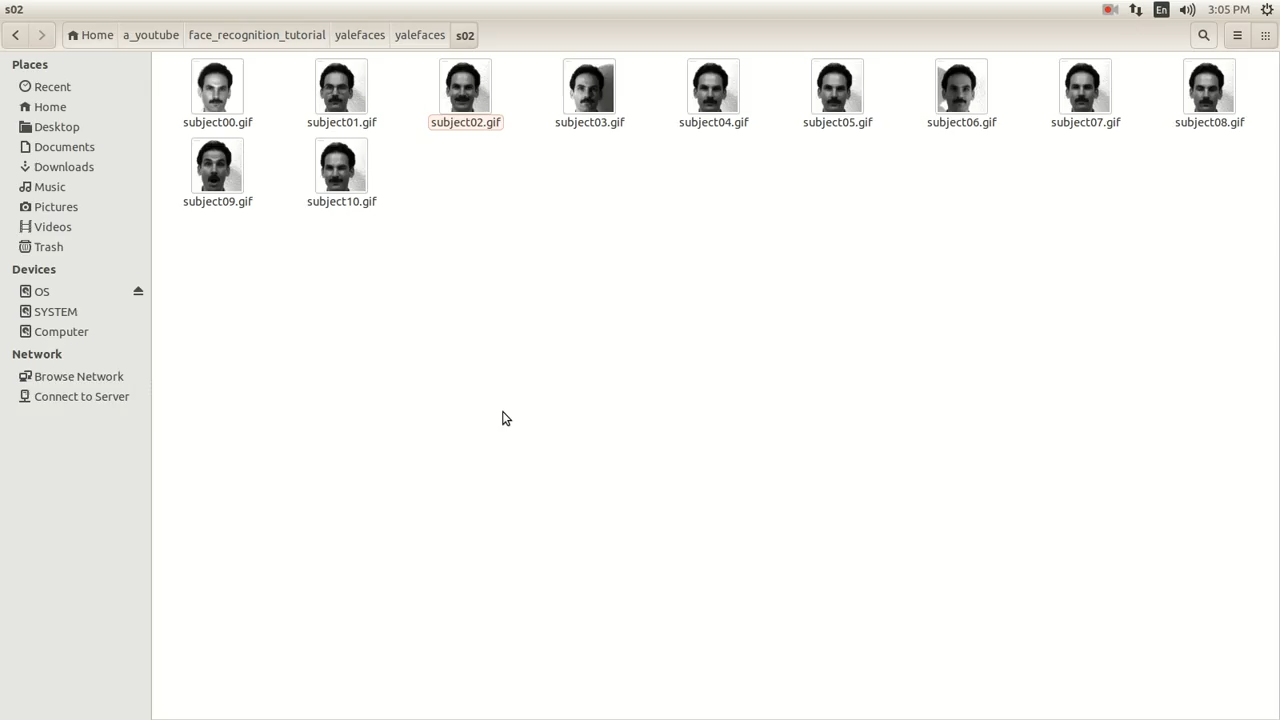 s02
En
3:05 PM
Home a_youtube face_recognition_tutorial yalefaces yalefaces s02
Places
Recent
Home
Desktop
Documents
Downloads
Music
Pictures
Videos
Trash
Devices
OS
SYSTEM
Computer
Network
Browse Network
Connect to Server
subject00.gif subject01.gif subject02.gif subject03.gif subject04.gif subject05.gif subject06.gif subject07.gif subject08.gif
subject09.gif subject10.gif